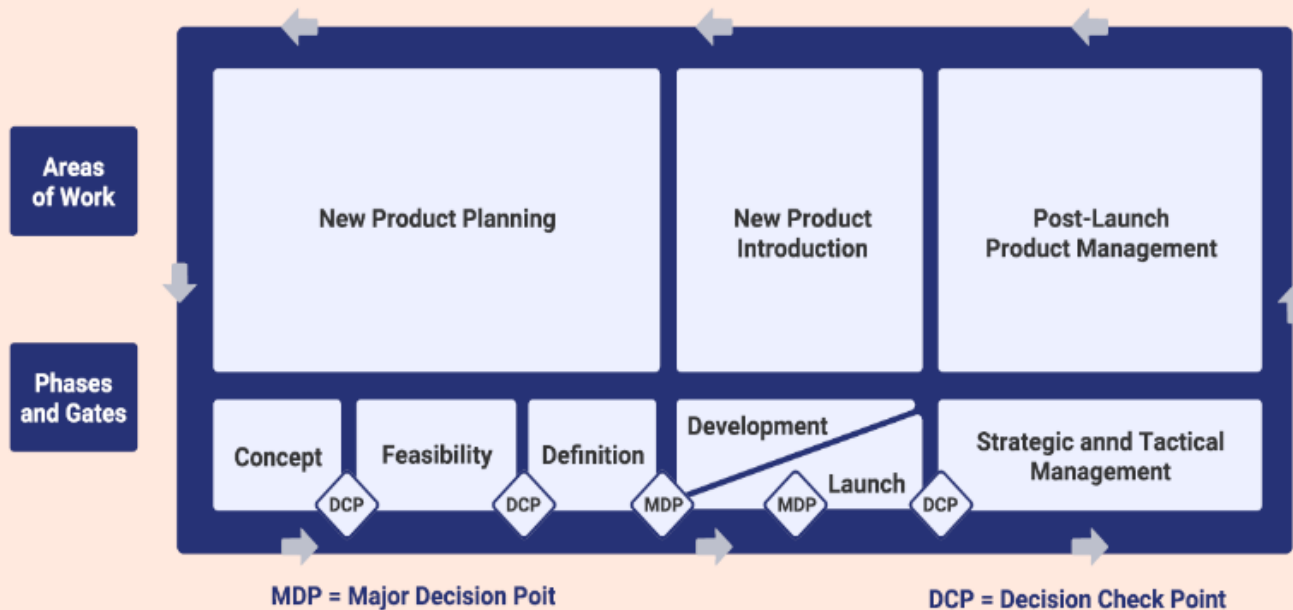 Areas
of Work
New Product Planning
New Product
Introduction
Post-Launch
Product Management
Phases
and Gates
Concept
Feasibility
Definition
Development
Launch
Strategic annd Tactical
Management
DCP
DCP
MDP
MDP
DCP
MDP = Major Decision Poit
DCP = Decision Check Point